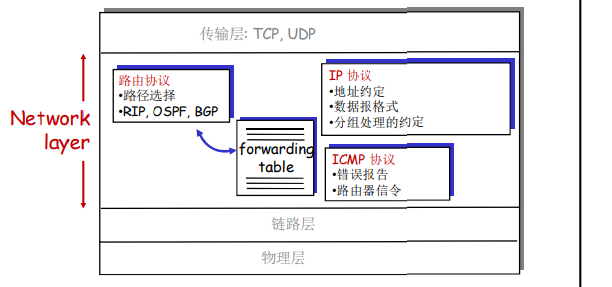 传输层: TCP, UDP
路由协议
•路径选择
•RIP, OSPF, BGP
IP 协议
•地址约定
•数据报格式
•分组处理的约定
Network
layer
forwarding
table
ICMP 协议
•错误报告
•路由器信令
链路层
物理层